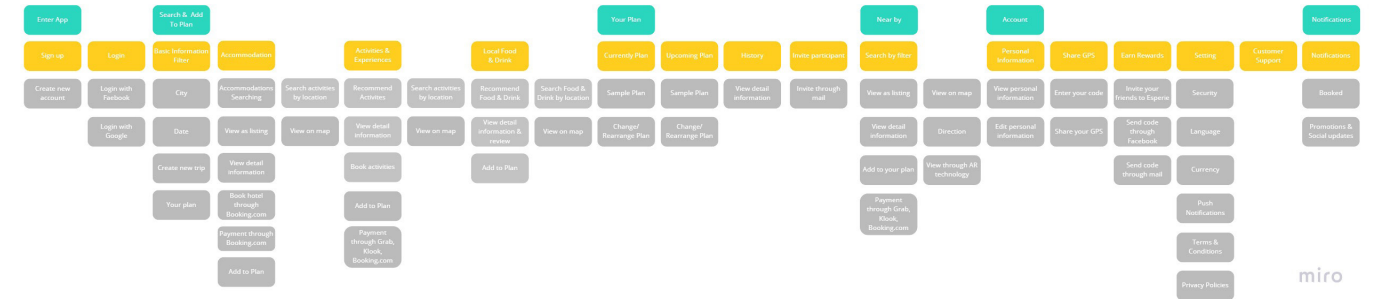 Enter App
Search & Add
To Plan
Your Plan
Near by
Account
Notifications
Sign up
Login
Basic Information
Filter
Accommodation
Activities &
Experiences
Local Food
& Drink
Currently Plan
Upcoming Plan
History
Invite participant
Search by filter
Personal
Information
Share GPS
Earn Rewards
Setting
Customer
Support
Notifications
Create new
account
Login with
Faebook
City
Accommodations
Searching
Search activities
by location
Recommend
Activites
Search activities
by location
Recommend
Food & Drink
Search Food &
Drink by location
Sample Plan
Sample Plan
View detail
information
Invite through
mail
View as listing
View on map
View personal
information
Enter your code
Invite your
friends to Esperie
Security
Booked
Login with
Google
Date
View as listing
View on map
View detail
information
View on map
View detail
information &
review
View on map
Change/
Rearrange Plan
Change/
Rearrange Plan
View detail
information
Direction
Edit personal
information
Share your GPS
Send code
through
Facebook
Language
Promotions &
Social updates
Create new trip
View detail
information
Book activities
Add to Plan
Add to your plan
View through AR
technology
Send code
through mail
Currency
Your plan
Book hotel
through
Booking.com
Add to Plan
Payment
through Grab,
Klook,
Booking.com
Push
Notifications
Payment through
Booking.com
Payment
through Grab,
Klook,
Booking.com
Terms &
Conditions
Add to Plan
Privacy Policies
miro